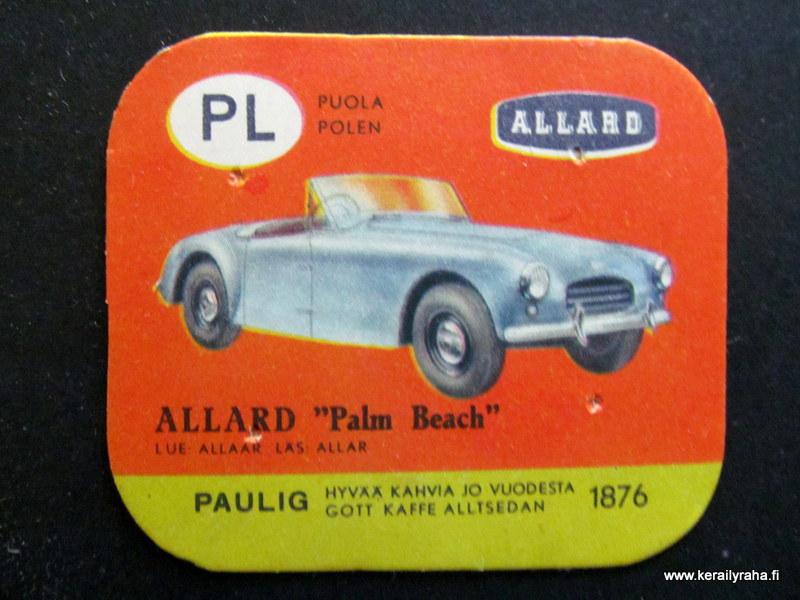 PL
PUOLA
POLEN
ALLARD
ALLARD "Palm Beach"
LUE: ALLAAR LÄS: ALLAR
PAULIG
HYVÄÄ KAHVIA JO VUODESTA
GOTT KAFFE ALLTSEDAN
1876
www.kerailyraha.fi